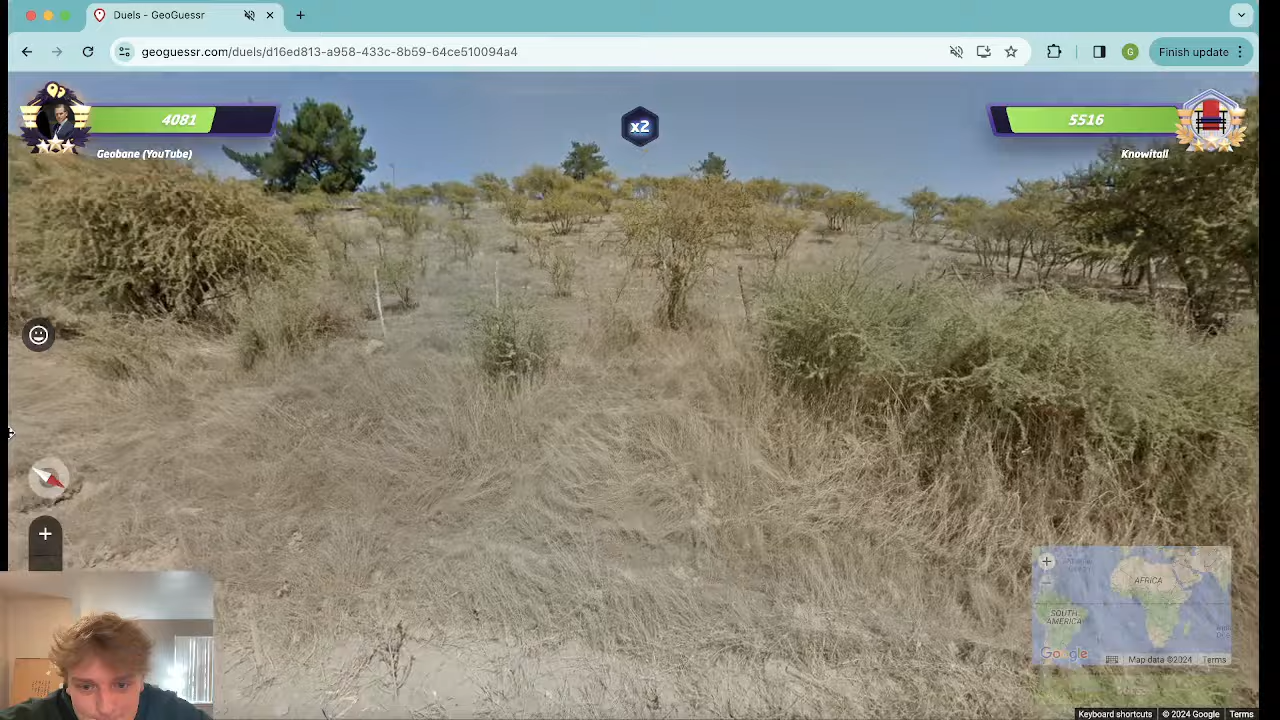 Duels - GeoGuessr
geoguessr.com/duels/d16ed813-a958-433c-8b59-64ce510094a4
G
Finish update
4081
x2
5516
Geobane (YouTube)
Knowitall
AFRICA
SOUTH
AMERICA
Google
Map data ©2024
Terms
Keyboard shortcuts
© 2024 Google
Terms